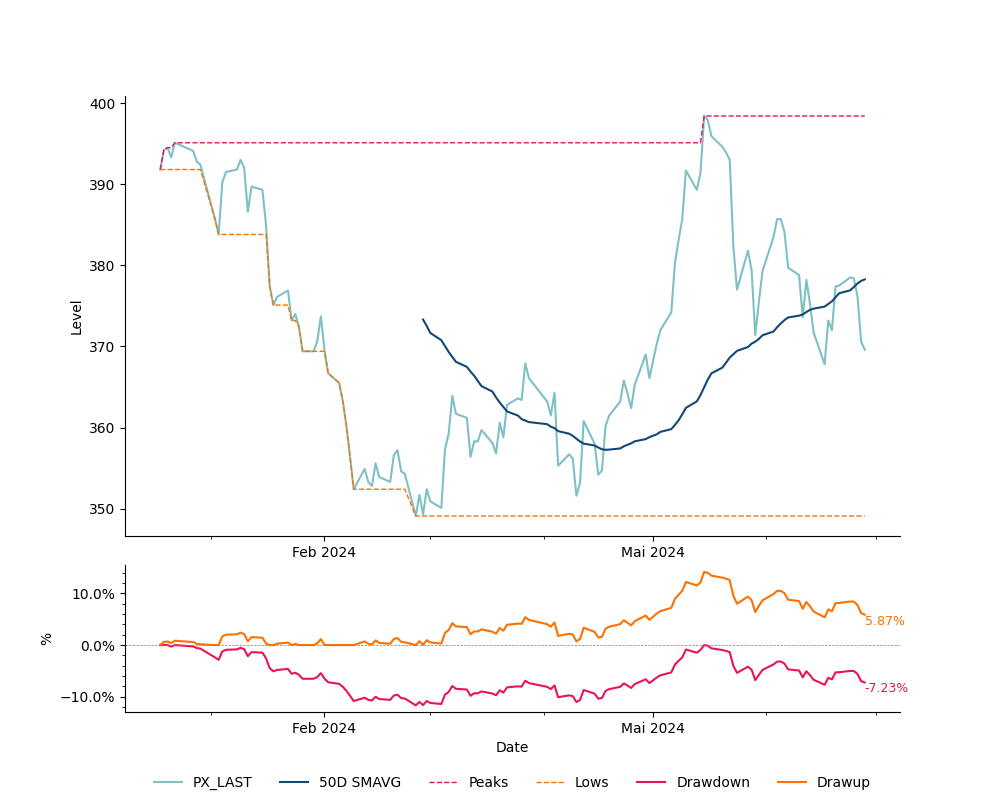 400
390
380
370
360
350
Level
Feb 2024
Mai 2024
10.0%
0.0%
−10.0%
%
5.87%
-7.23%
Feb 2024
Mai 2024
Date
PX_LAST
50D SMAVG
Peaks
Lows
Drawdown
Drawup